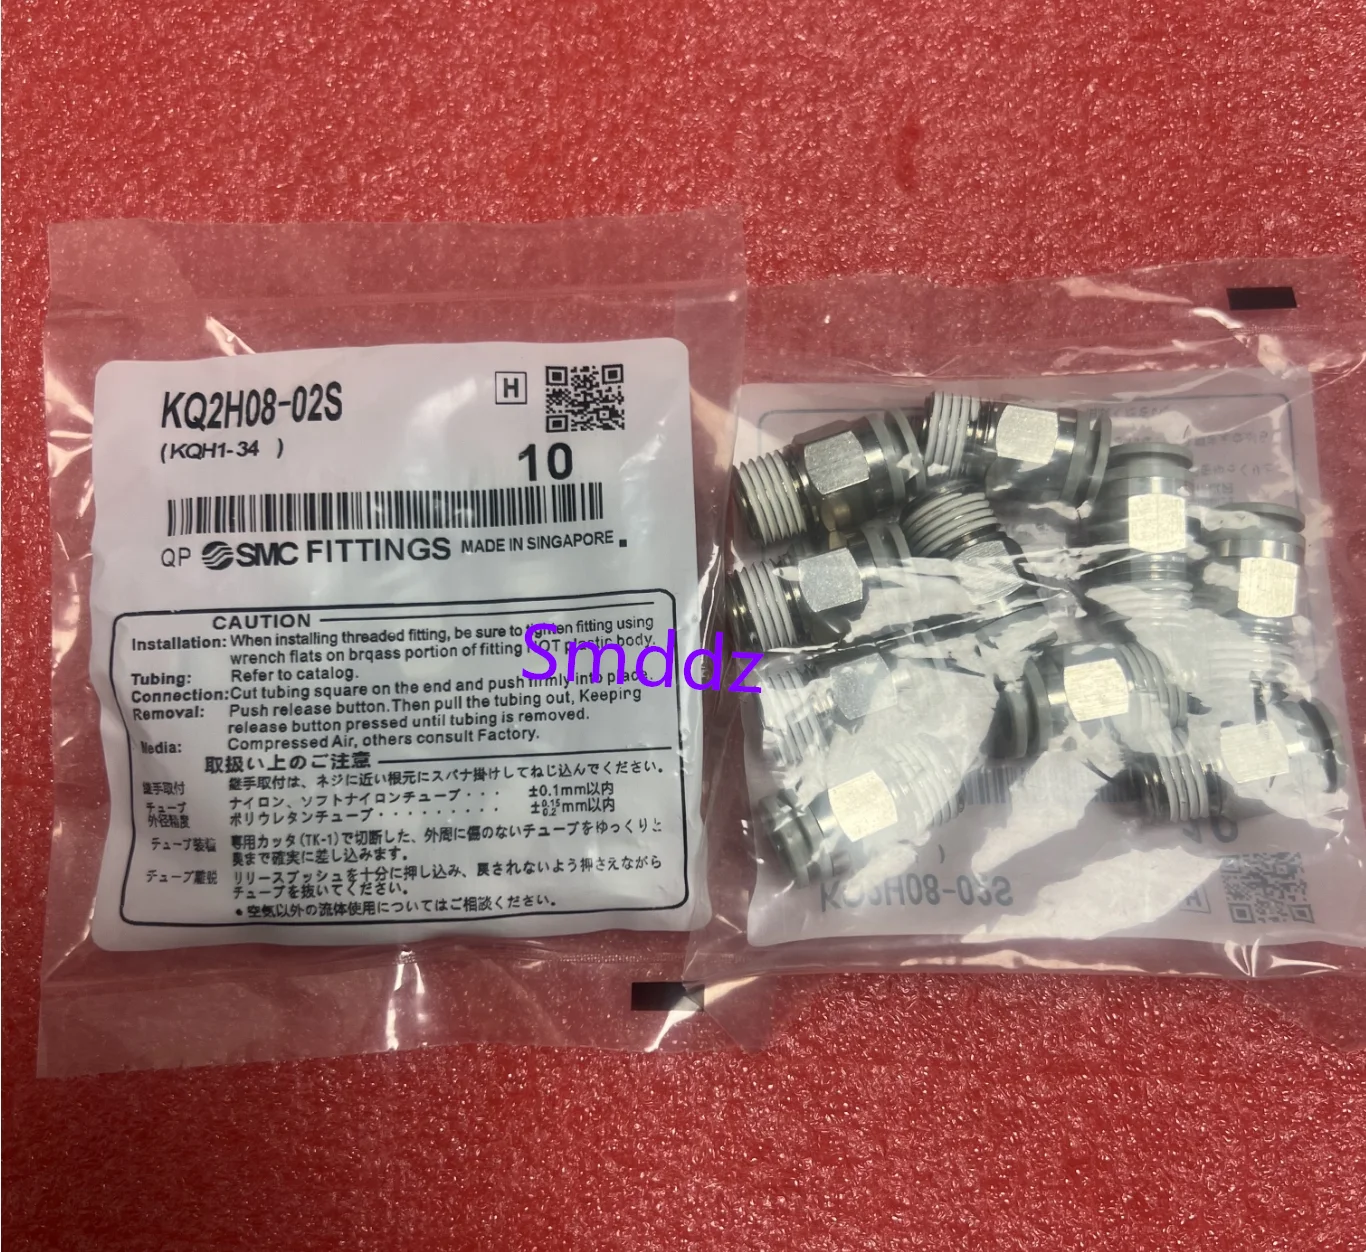 KQ2H08-02S
H
(KQH1-34 )
10
QP SMC FITTINGS MADE IN SINGAPORE
CAUTION
Installation: When installing threaded fitting, be sure to tighten fitting using
wrench flats on brqass portion of fitting NOT plastic body.
Tubing: Refer to catalog.
Connection: Cut tubing square on the end and push firmly into place.
Removal: Push release button. Then pull the tubing out, Keeping
release button pressed until tubing is removed.
Media: Compressed Air, others consult Factory.
取扱い上のご注意
継手取付 継手取付は、ネジに近い根元にスパナ掛けしてねじ込んでください。
チューブ ナイロン、ソフトナイロンチューブ・・・・ ±0.1mm以内
外径精度 ポリウレタンチューブ・・・・・・・・・ ±0.15 0.2 mm以内
チューブ装着 専用カッタ(TK-1)で切断した、外周に傷のないチューブをゆっくりと
奥まで確実に差し込みます。
チューブ離脱 リリースブッシュを十分に押し込み、戻されないよう押さえながら
チューブを抜いてください。
•空気以外の流体使用についてはご相談ください。
Smddz
KQ2H08-02S
10
H